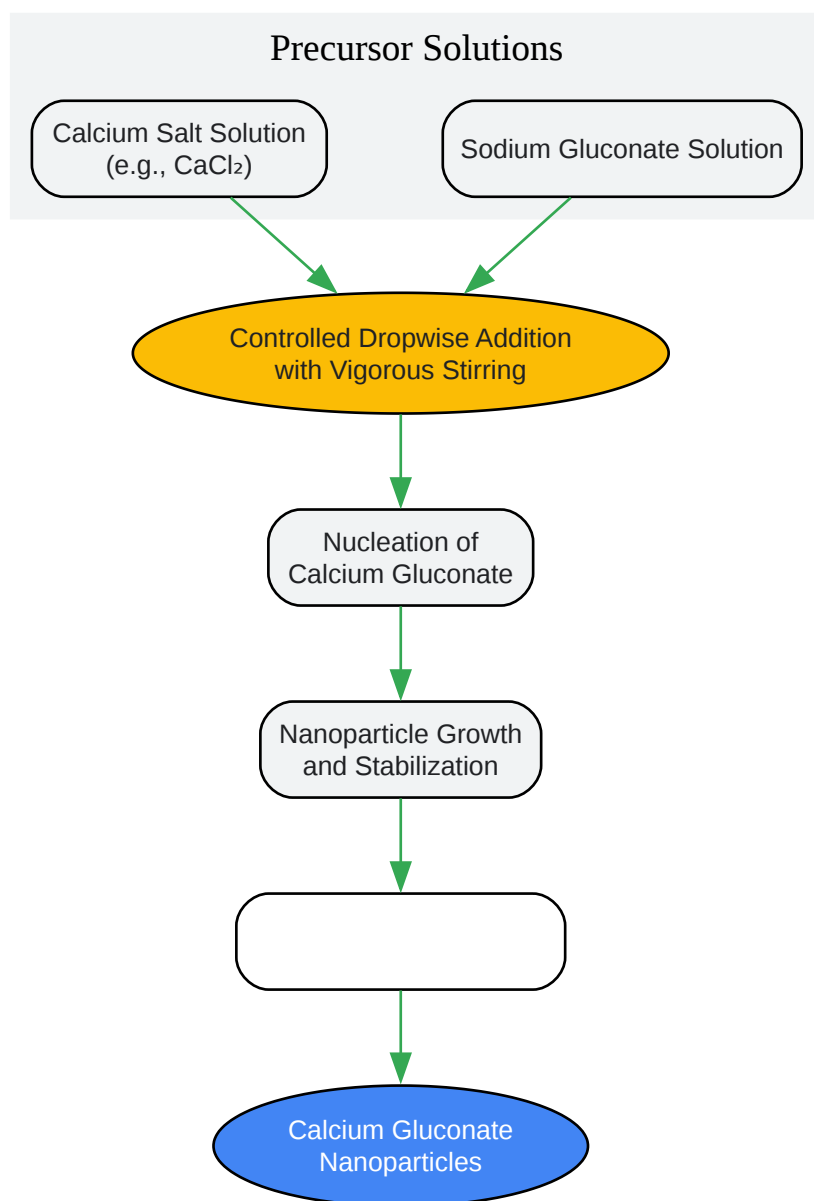 Precursor Solutions
Calcium Salt Solution
(e.g., CaCl₂)
Sodium Gluconate Solution
Controlled Dropwise Addition
with Vigorous Stirring
Nucleation of
Calcium Gluconate
Nanoparticle Growth
and Stabilization
Calcium Gluconate
Nanoparticles